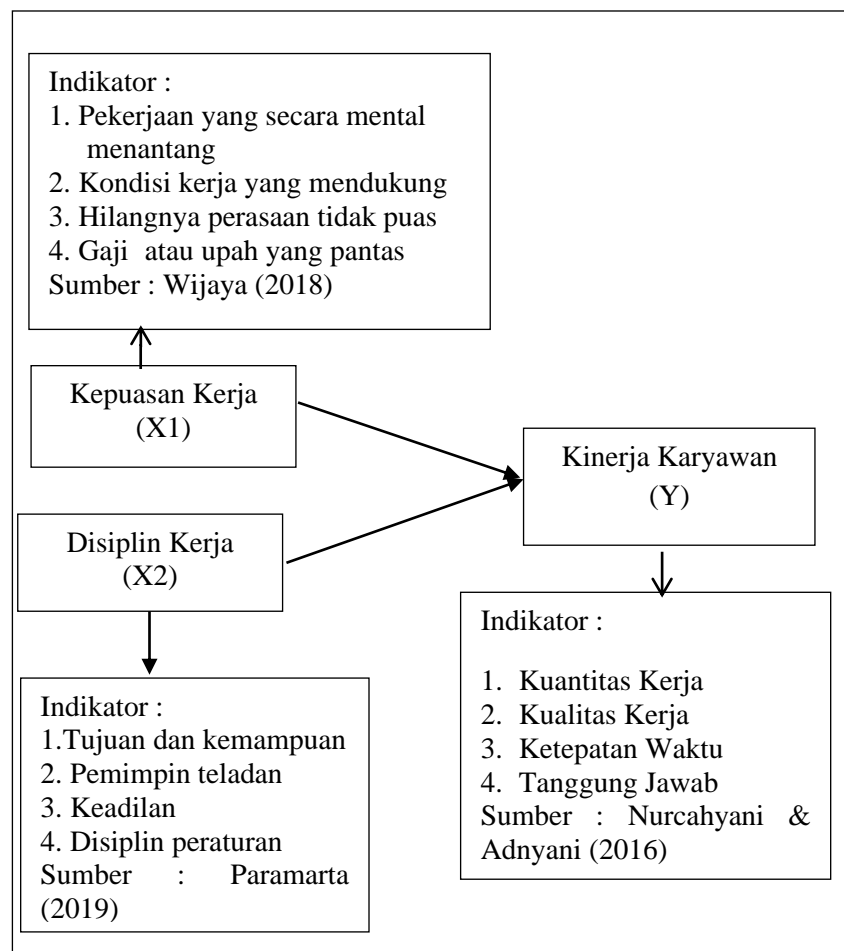 Indikator :
1. Pekerjaan yang secara mental
menantang
2. Kondisi kerja yang mendukung
3. Hilangnya perasaan tidak puas
4. Gaji atau upah yang pantas
Sumber : Wijaya (2018)
Kepuasan Kerja
(X1)
Kinerja Karyawan
(Y)
Disiplin Kerja
(X2)
Indikator :
1.Tujuan dan kemampuan
2. Pemimpin teladan
3. Keadilan
4. Disiplin peraturan
Sumber : Paramarta
(2019)
Indikator :
1. Kuantitas Kerja
2. Kualitas Kerja
3. Ketepatan Waktu
4. Tanggung Jawab
Sumber : Nurcahyani &
Adnyani (2016)